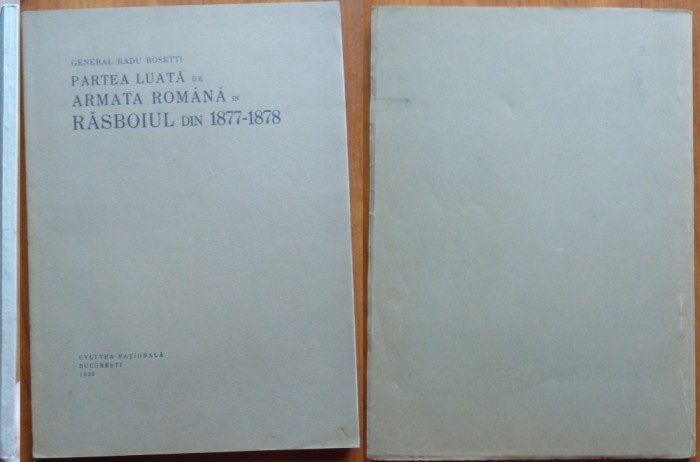 GENERAL RADU ROSETTI
PARTEA LUATĂ DE
ARMATA ROMÂNĂ IN
RĂSBOIUL DIN 1877-1878
CVLTVRA NAȚIONALĂ
BUCUREȘTI